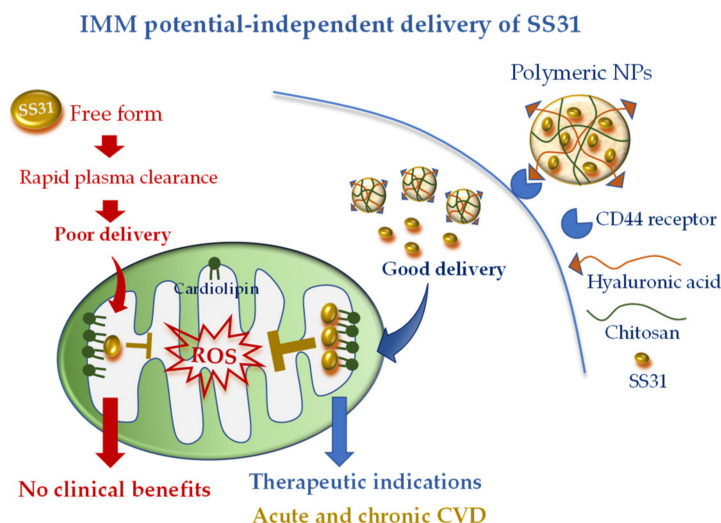 IMM potential-independent delivery of SS31
SS31
Free form
Rapid plasma clearance
Poor delivery
Polymeric NPs
CD44 receptor
Hyaluronic acid
Chitosan
SS31
Good delivery
Cardiolipin
ROS
No clinical benefits
Therapeutic indications
Acute and chronic CVD